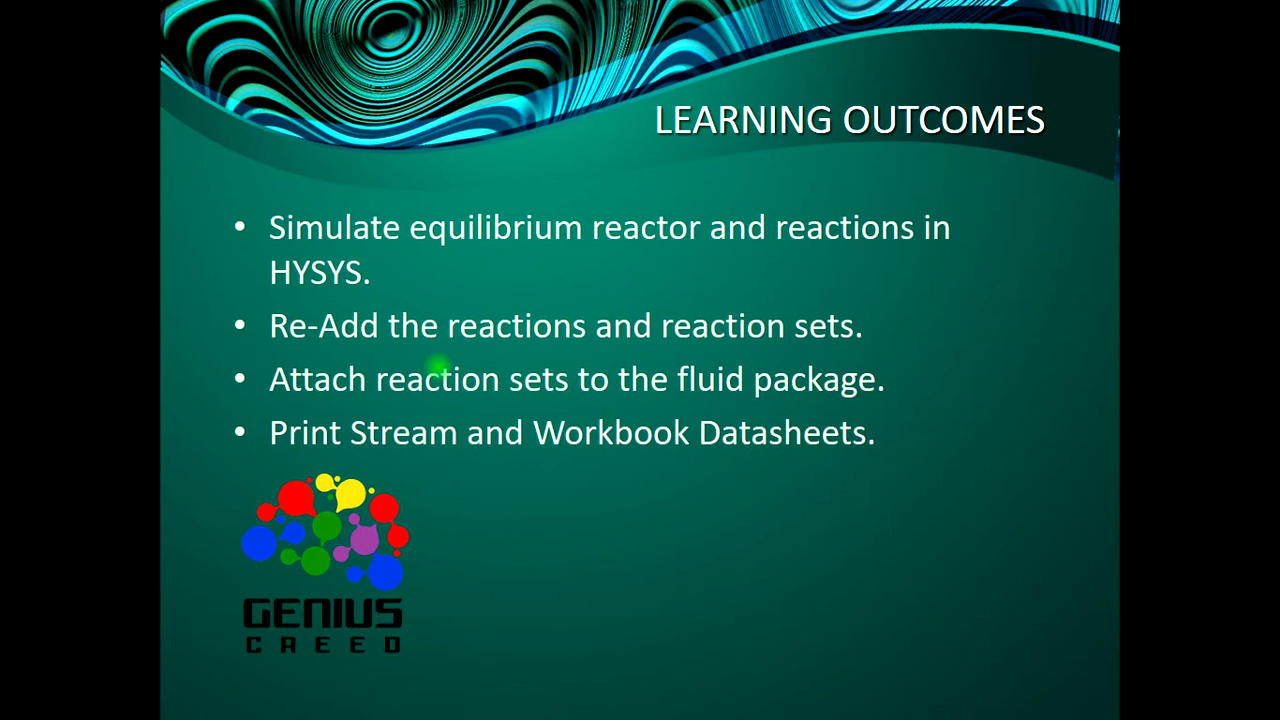 LEARNING OUTCOMES
• Simulate equilibrium reactor and reactions in
HYSYS.
• Re-Add the reactions and reaction sets.
• Attach reaction sets to the fluid package.
• Print Stream and Workbook Datasheets.
GENIUS
CREED